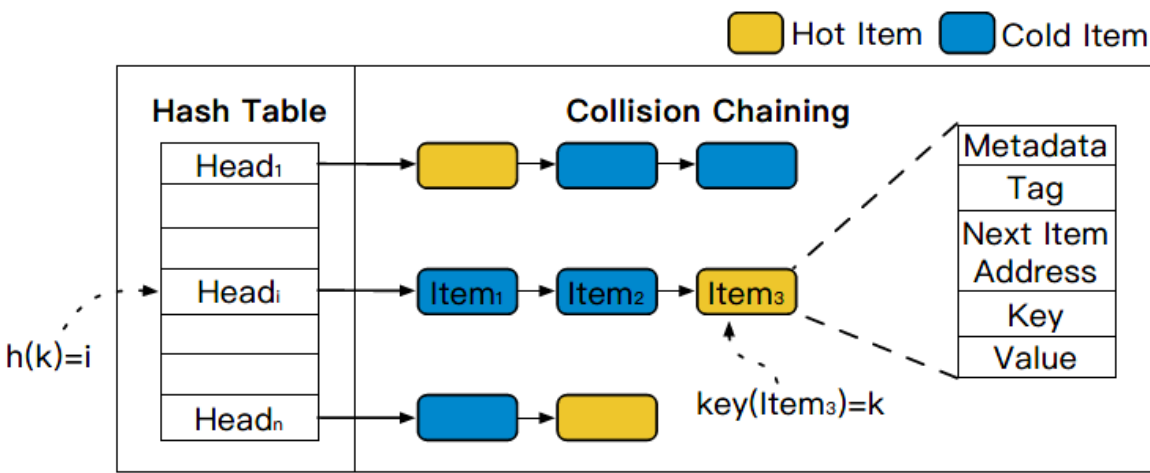 Hot Item
Cold Item
Hash Table
Collision Chaining
Head₁
Metadata
Tag
Next Item
Address
Key
Value
Headᵢ
Item₁
Item₂
Item₃
h(k)=i
key(Item₃)=k
Headₙ